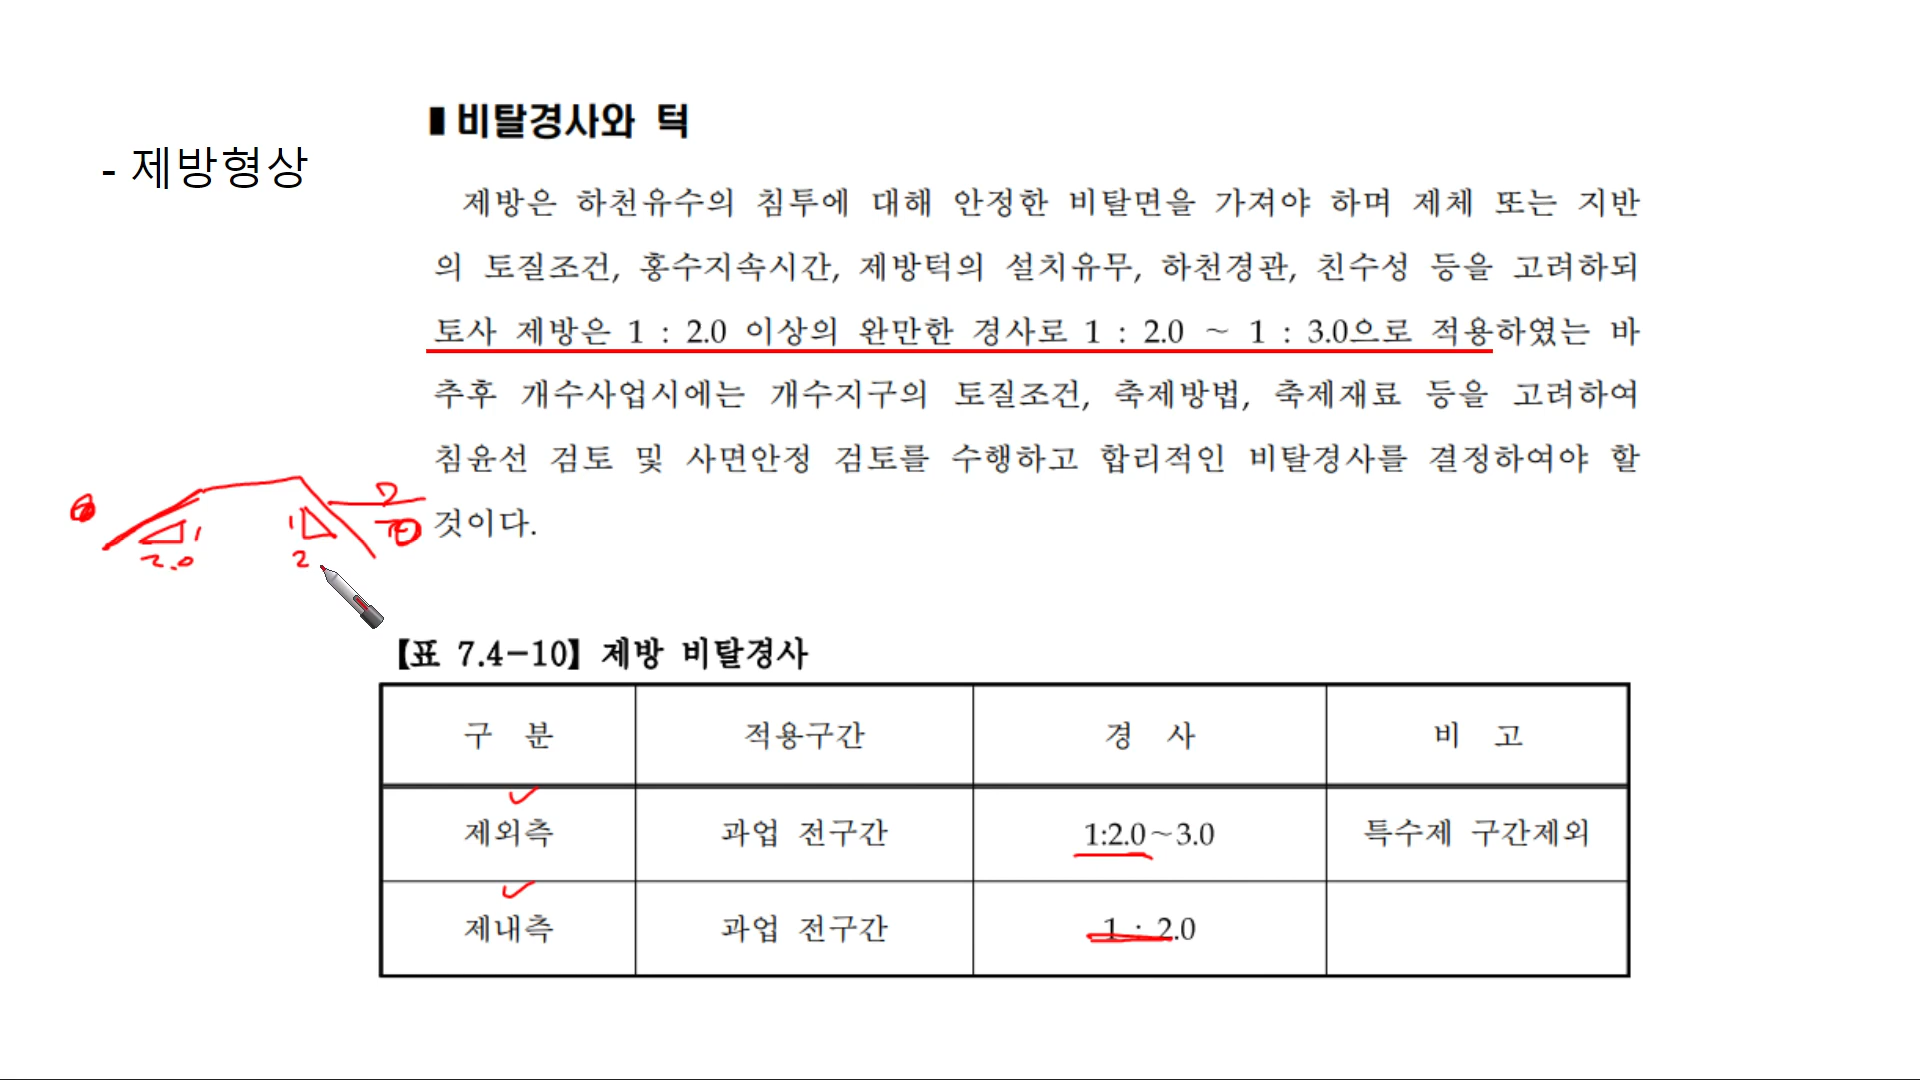 - 제방형상
▮ 비탈경사와 턱
제방은 하천유수의 침투에 대해 안정한 비탈면을 가져야 하며 제체 또는 지반
의 토질조건, 홍수지속시간, 제방턱의 설치유무, 하천경관, 친수성 등을 고려하되
토사 제방은 1 : 2.0 이상의 완만한 경사로 1 : 2.0 ~ 1 : 3.0으로 적용하였는 바
추후 개수사업시에는 개수지구의 토질조건, 축제방법, 축제재료 등을 고려하여
침윤선 검토 및 사면안정 검토를 수행하고 합리적인 비탈경사를 결정하여야 할
것이다.
1
2.0
1
2
【표 7.4-10】 제방 비탈경사
구 분 적용구간 경 사 비 고
제외측 과업 전구간 1:2.0~3.0 특수제 구간제외
제내측 과업 전구간 1 : 2.0